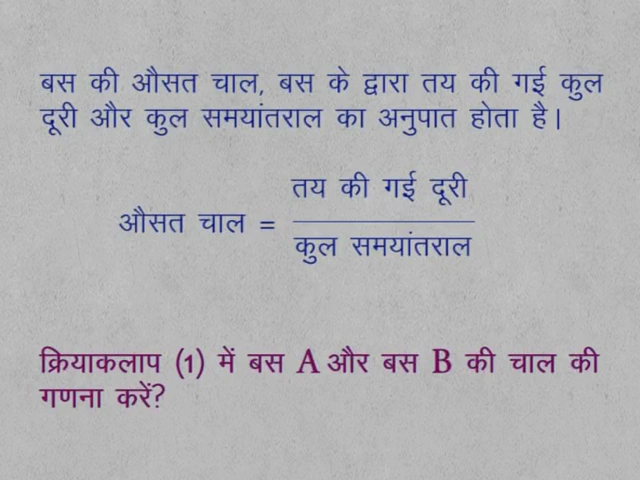 बस की औसत चाल, बस के द्वारा तय की गई कुल
दूरी और कुल समयांतराल का अनुपात होता है।
तय की गई दूरी
औसत चाल =
कुल समयांतराल
क्रियाकलाप (1) में बस A और बस B की चाल की
गणना करें?